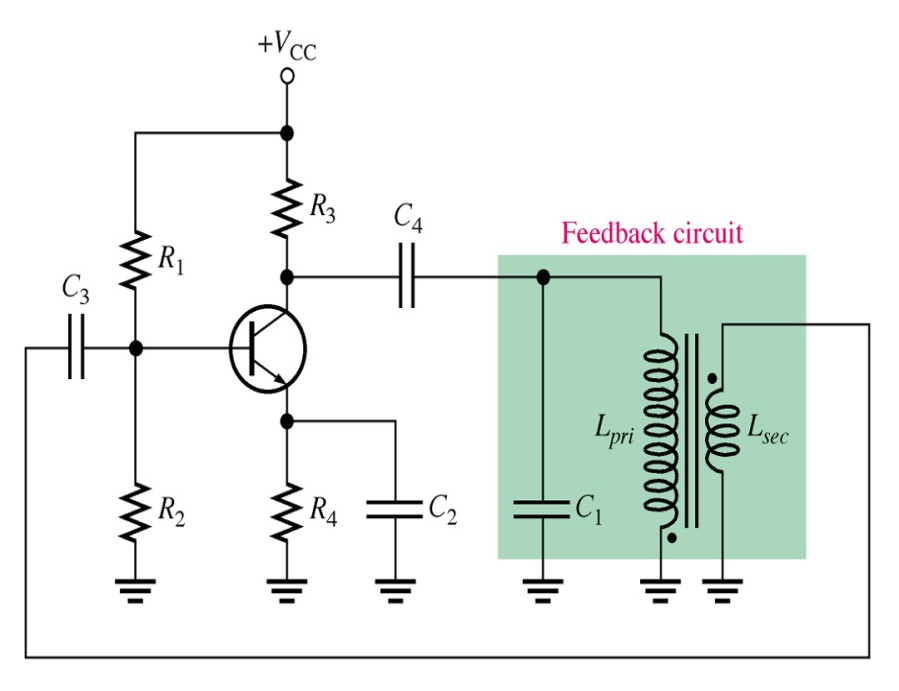 +VCC
R3
C4
Feedback circuit
R1
C3
Lpri
Lsec
R2
R4
C2
C1